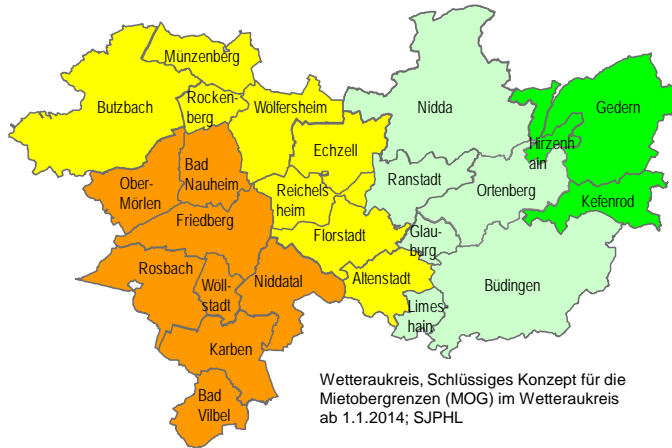 Münzenberg
Butzbach
Rocken-
berg
Wölfersheim
Nidda
Gedern
Hirzenh
ain
Echzell
Bad
Nauheim
Ober-
Mörlen
Ranstadt
Ortenberg
Reichels
heim
Kefenrod
Friedberg
Florstadt
Glau-
burg
Rosbach
Wöll-
stadt
Niddatal
Altenstadt
Büdingen
Limes-
hain
Karben
Bad
Vilbel
Wetteraukreis, Schlüssiges Konzept für die
Mietobergrenzen (MOG) im Wetteraukreis
ab 1.1.2014; SJPHL